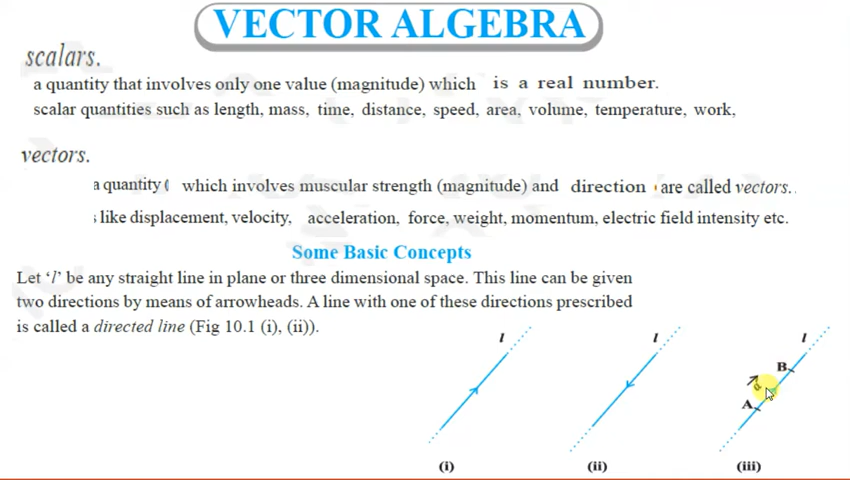 VECTOR ALGEBRA
scalars.
a quantity that involves only one value (magnitude) which is a real number.
scalar quantities such as length, mass, time, distance, speed, area, volume, temperature, work,
vectors.
a quantity which involves muscular strength (magnitude) and direction are called vectors.
like displacement, velocity, acceleration, force, weight, momentum, electric field intensity etc.
Some Basic Concepts
Let ‘l’ be any straight line in plane or three dimensional space. This line can be given
two directions by means of arrowheads. A line with one of these directions prescribed
is called a directed line (Fig 10.1 (i), (ii)).
l l l
B
a
A
(i) (ii) (iii)